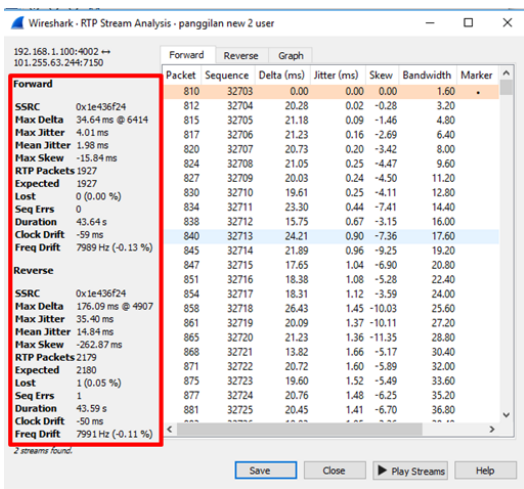 Wireshark - RTP Stream Analysis - panggilan new 2 user
192.168.1.100:4002 ↔
101.255.63.244:7150
Forward
SSRC 0x1e436f24
Max Delta 34.64 ms @ 6414
Max Jitter 4.01 ms
Mean Jitter 1.98 ms
Max Skew -15.84 ms
RTP Packets 1927
Expected 1927
Lost 0 (0.00 %)
Seq Errs 0
Duration 43.64 s
Clock Drift -59 ms
Freq Drift 7989 Hz (-0.13 %)
Reverse
SSRC 0x1e436f24
Max Delta 176.09 ms @ 4907
Max Jitter 35.40 ms
Mean Jitter 14.84 ms
Max Skew -262.87 ms
RTP Packets 2179
Expected 2180
Lost 1 (0.05 %)
Seq Errs 1
Duration 43.59 s
Clock Drift -50 ms
Freq Drift 7991 Hz (-0.11 %)
2 streams found.
Forward Reverse Graph
Packet Sequence Delta (ms) Jitter (ms) Skew Bandwidth Marker
810 32703 0.00 0.00 0.00 1.60 •
812 32704 20.28 0.02 -0.28 3.20
815 32705 21.18 0.09 -1.46 4.80
817 32706 21.23 0.16 -2.69 6.40
820 32707 20.73 0.20 -3.42 8.00
824 32708 21.05 0.25 -4.47 9.60
827 32709 20.03 0.24 -4.50 11.20
830 32710 19.61 0.25 -4.11 12.80
834 32711 23.30 0.44 -7.41 14.40
838 32712 15.75 0.67 -3.15 16.00
840 32713 24.21 0.90 -7.36 17.60
845 32714 21.89 0.96 -9.25 19.20
847 32715 17.65 1.04 -6.90 20.80
851 32716 18.38 1.08 -5.28 22.40
854 32717 18.31 1.12 -3.59 24.00
858 32718 26.43 1.45 -10.03 25.60
861 32719 20.09 1.37 -10.11 27.20
865 32720 21.23 1.36 -11.35 28.80
868 32721 13.82 1.66 -5.17 30.40
871 32722 20.72 1.60 -5.89 32.00
875 32723 19.60 1.52 -5.49 33.60
877 32724 20.76 1.48 -6.25 35.20
881 32725 20.45 1.41 -6.70 36.80
Save Close Play Streams Help